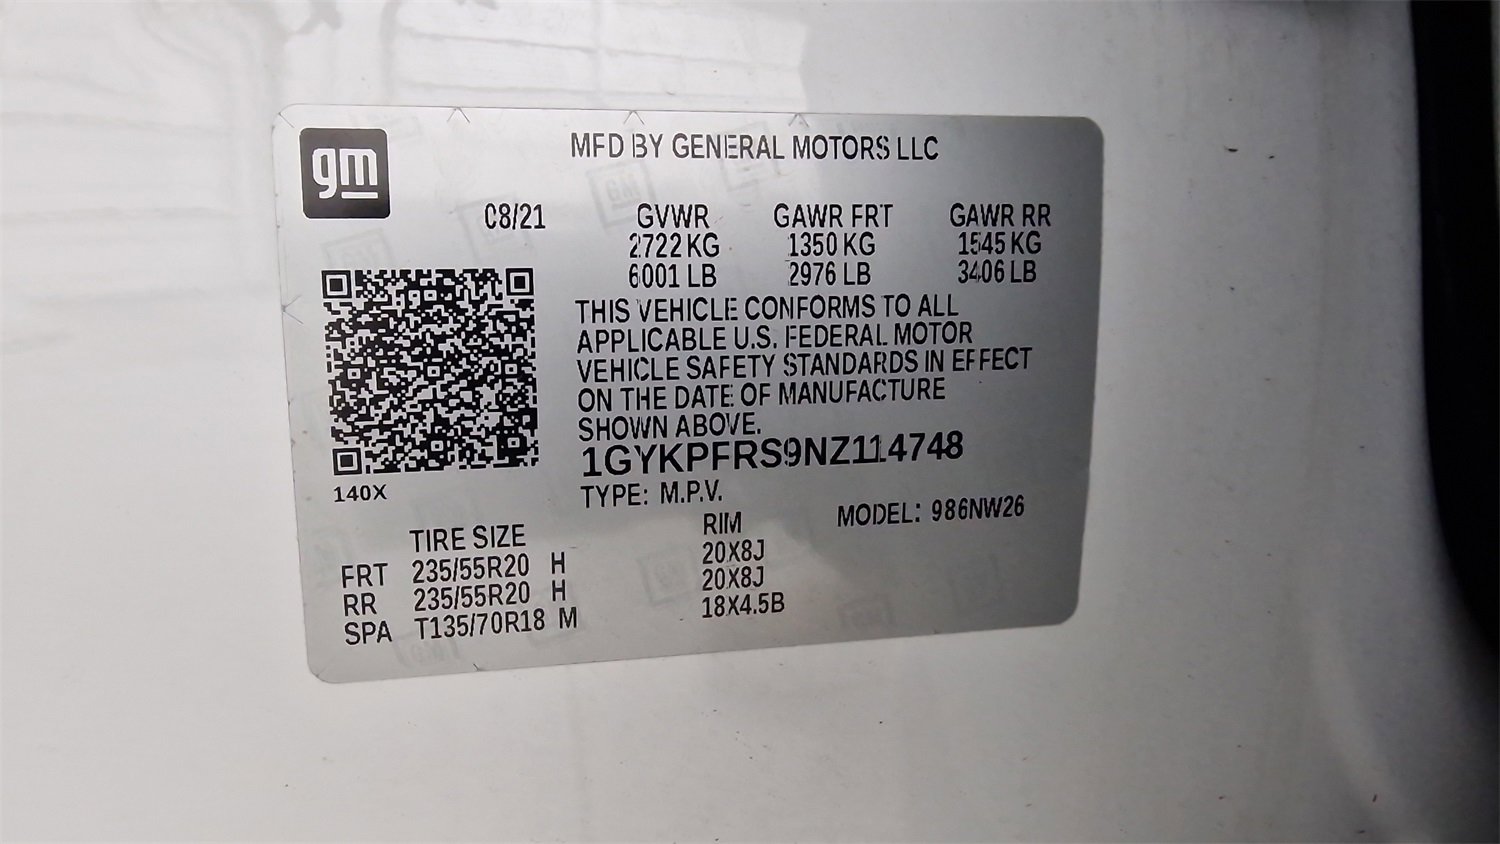 gm
MFD BY GENERAL MOTORS LLC
08/21 GVWR GAWR FRT GAWR RR
2722 KG 1350 KG 1545 KG
6001 LB 2976 LB 3406 LB
THIS VEHICLE CONFORMS TO ALL
APPLICABLE U.S. FEDERAL MOTOR
VEHICLE SAFETY STANDARDS IN EFFECT
ON THE DATE OF MANUFACTURE
SHOWN ABOVE.
1GYKPFRS9NZ114748
140X
TYPE: M.P.V. MODEL: 986NW26
TIRE SIZE RIM
FRT 235/55R20 H 20X8J
RR 235/55R20 H 20X8J
SPA T135/70R18 M 18X4.5B